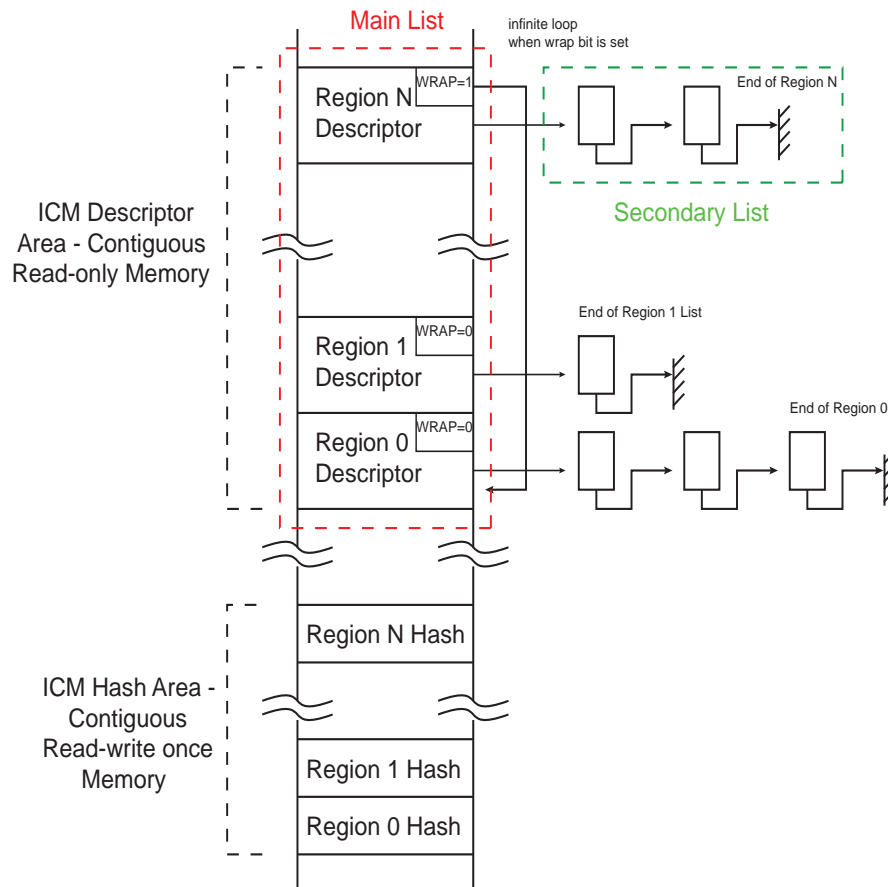 Main List
infinite loop
when wrap bit is set
WRAP=1
Region N
Descriptor
End of Region N
Secondary List
ICM Descriptor
Area - Contiguous
Read-only Memory
WRAP=0
Region 1
Descriptor
End of Region 1 List
WRAP=0
Region 0
Descriptor
End of Region 0
Region N Hash
ICM Hash Area -
Contiguous
Read-write once
Memory
Region 1 Hash
Region 0 Hash